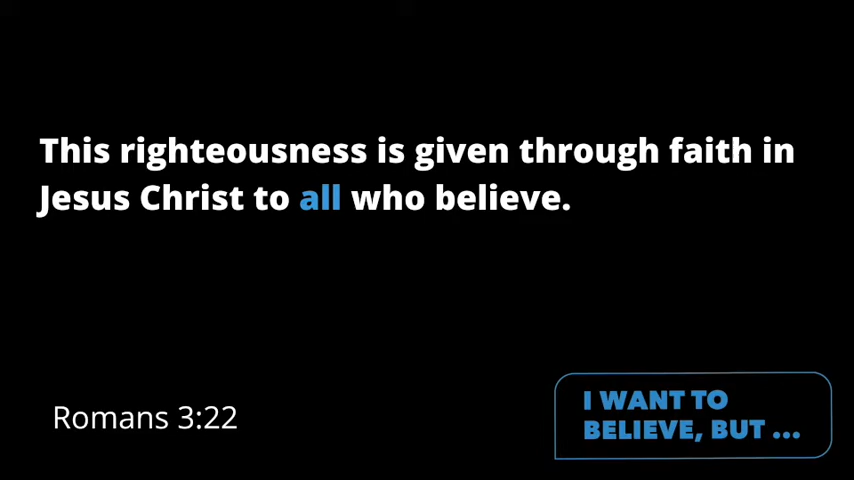 This righteousness is given through faith in
Jesus Christ to all who believe.
Romans 3:22
I WANT TO
BELIEVE, BUT ...